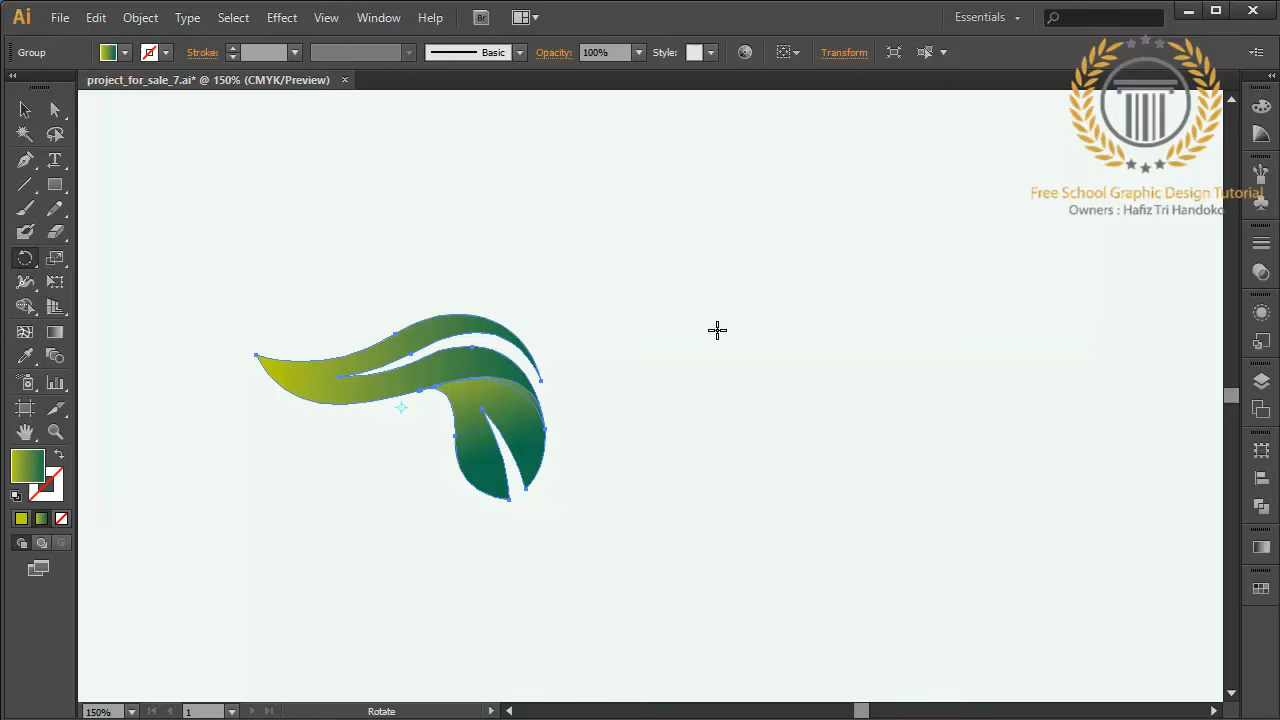 Ai File Edit Object Type Select Effect View Window Help Br Essentials
Group Stroke: Basic Opacity: 100% Style: Transform
project_for_sale_7.ai* @ 150% (CMYK/Preview)
Free School Graphic Design Tutorial
Owners : Hafiz Tri Handoko
150% 1 Rotate